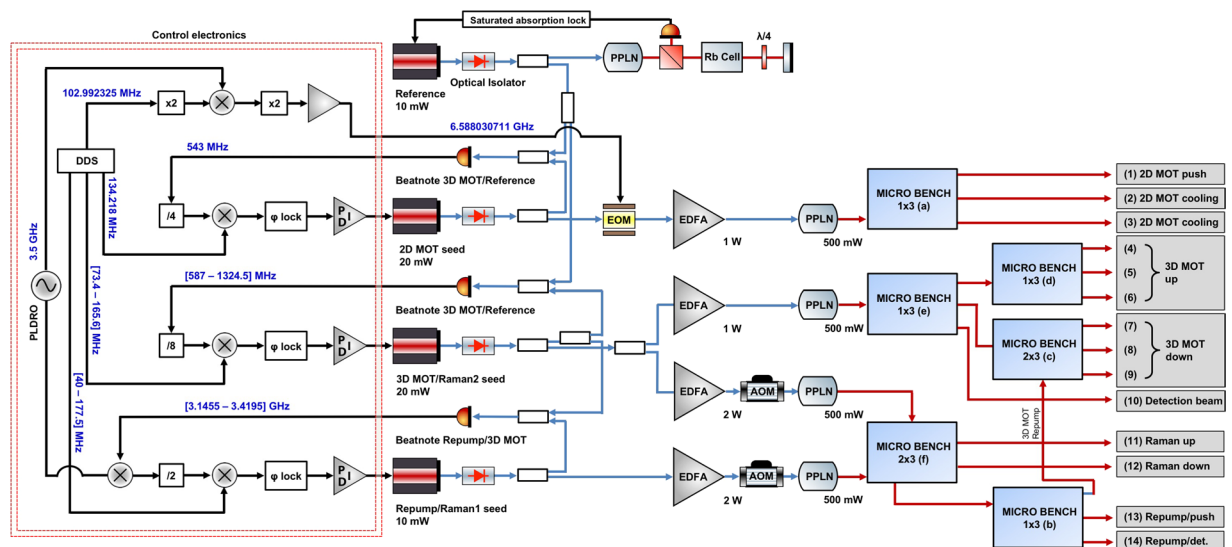 Control electronics
Saturated absorption lock
λ/4
PPLN
Rb Cell
Optical Isolator
Reference
10 mW
102.992325 MHz
x2
x2
6.588030711 GHz
DDS
543 MHz
Beatnote 3D MOT/Reference
134.218 MHz
/4
φ lock
P I
D
2D MOT seed
20 mW
EOM
EDFA
1 W
PPLN
500 mW
MICRO BENCH
1x3 (a)
(1) 2D MOT push
(2) 2D MOT cooling
(3) 2D MOT cooling
3.5 GHz
PLDRO
[73.4 – 165.6] MHz
[587 – 1324.5] MHz
Beatnote 3D MOT/Reference
/8
φ lock
P I
D
3D MOT/Raman2 seed
20 mW
EDFA
1 W
PPLN
500 mW
MICRO BENCH
1x3 (e)
MICRO BENCH
1x3 (d)
(4)
(5)
(6)
3D MOT
up
MICRO BENCH
2x3 (c)
(7)
(8)
(9)
3D MOT
down
(10) Detection beam
EDFA
2 W
AOM
PPLN
500 mW
3D MOT
Repump
[40 – 177.5] MHz
[3.1455 – 3.4195] GHz
Beatnote Repump/3D MOT
/2
φ lock
P I
D
Repump/Raman1 seed
10 mW
EDFA
2 W
AOM
PPLN
500 mW
MICRO BENCH
2x3 (f)
(11) Raman up
(12) Raman down
MICRO BENCH
1x3 (b)
(13) Repump/push
(14) Repump/det.